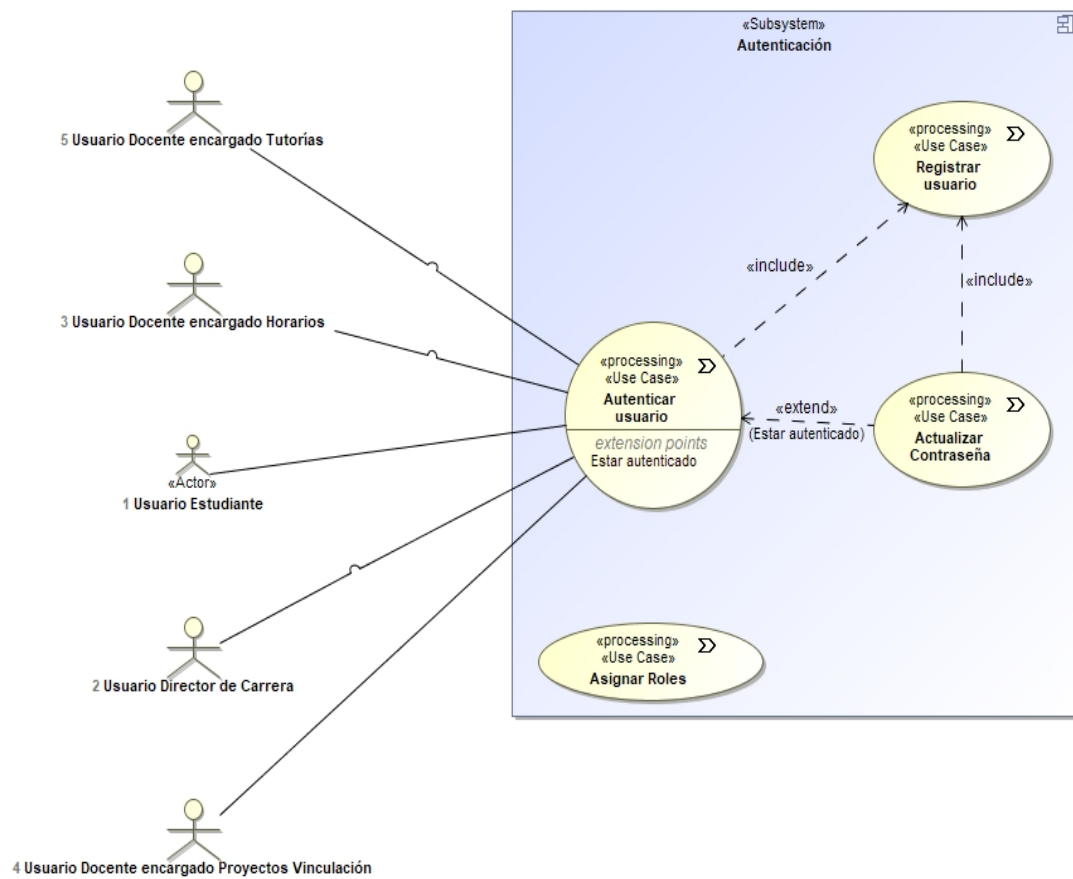 «Subsystem»
Autenticación
5 Usuario Docente encargado Tutorías
«processing»
«Use Case»
Registrar
usuario
«include»
«include»
3 Usuario Docente encargado Horarios
«processing»
«Use Case»
Autenticar
usuario
extension points
Estar autenticado
«extend»
(Estar autenticado)
«processing»
«Use Case»
Actualizar
Contraseña
«Actor»
1 Usuario Estudiante
«processing»
«Use Case»
Asignar Roles
2 Usuario Director de Carrera
4 Usuario Docente encargado Proyectos Vinculación